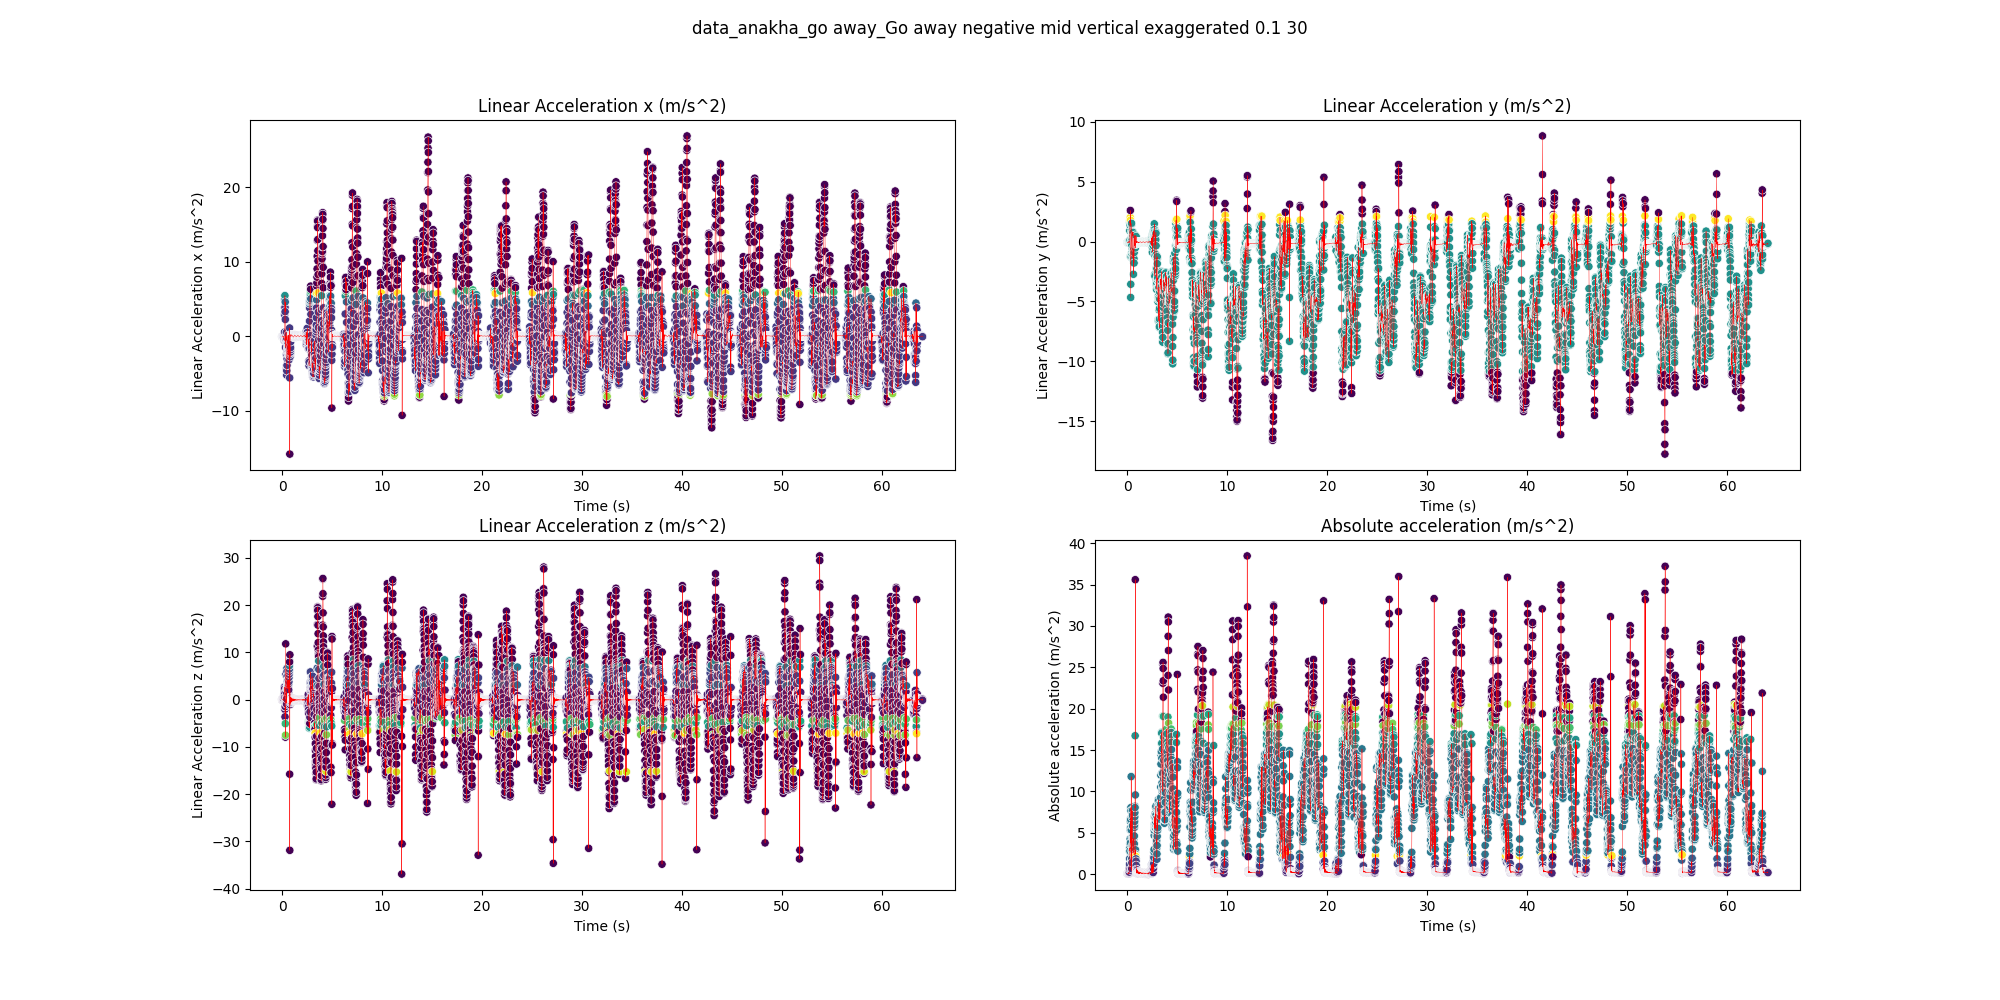 data_anakha_go away_Go away negative mid vertical exaggerated 0.1 30
Linear Acceleration x (m/s^2)
Linear Acceleration x (m/s^2)
20
10
0
−10
0 10 20 30 40 50 60
Time (s)
Linear Acceleration y (m/s^2)
Linear Acceleration y (m/s^2)
10
5
0
−5
−10
−15
0 10 20 30 40 50 60
Time (s)
Linear Acceleration z (m/s^2)
Linear Acceleration z (m/s^2)
30
20
10
0
−10
−20
−30
−40
0 10 20 30 40 50 60
Time (s)
Absolute acceleration (m/s^2)
Absolute acceleration (m/s^2)
40
35
30
25
20
15
10
5
0
0 10 20 30 40 50 60
Time (s)